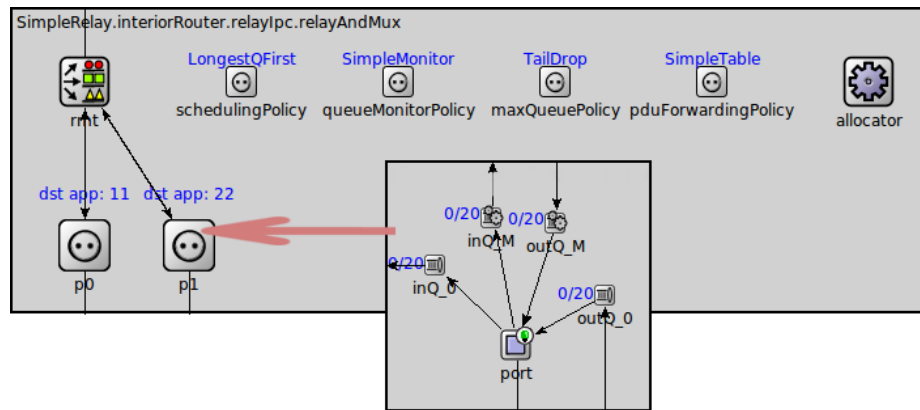 SimpleRelay.interiorRouter.relayIpc.relayAndMux
LongestQFirst
SimpleMonitor
TailDrop
SimpleTable
rmt
schedulingPolicy
queueMonitorPolicy
maxQueuePolicy
pduForwardingPolicy
allocator
dst app: 11
dst app: 22
p0
p1
0/20
inQ_M
0/20
outQ_M
0/20
inQ_0
0/20
outQ_0
port